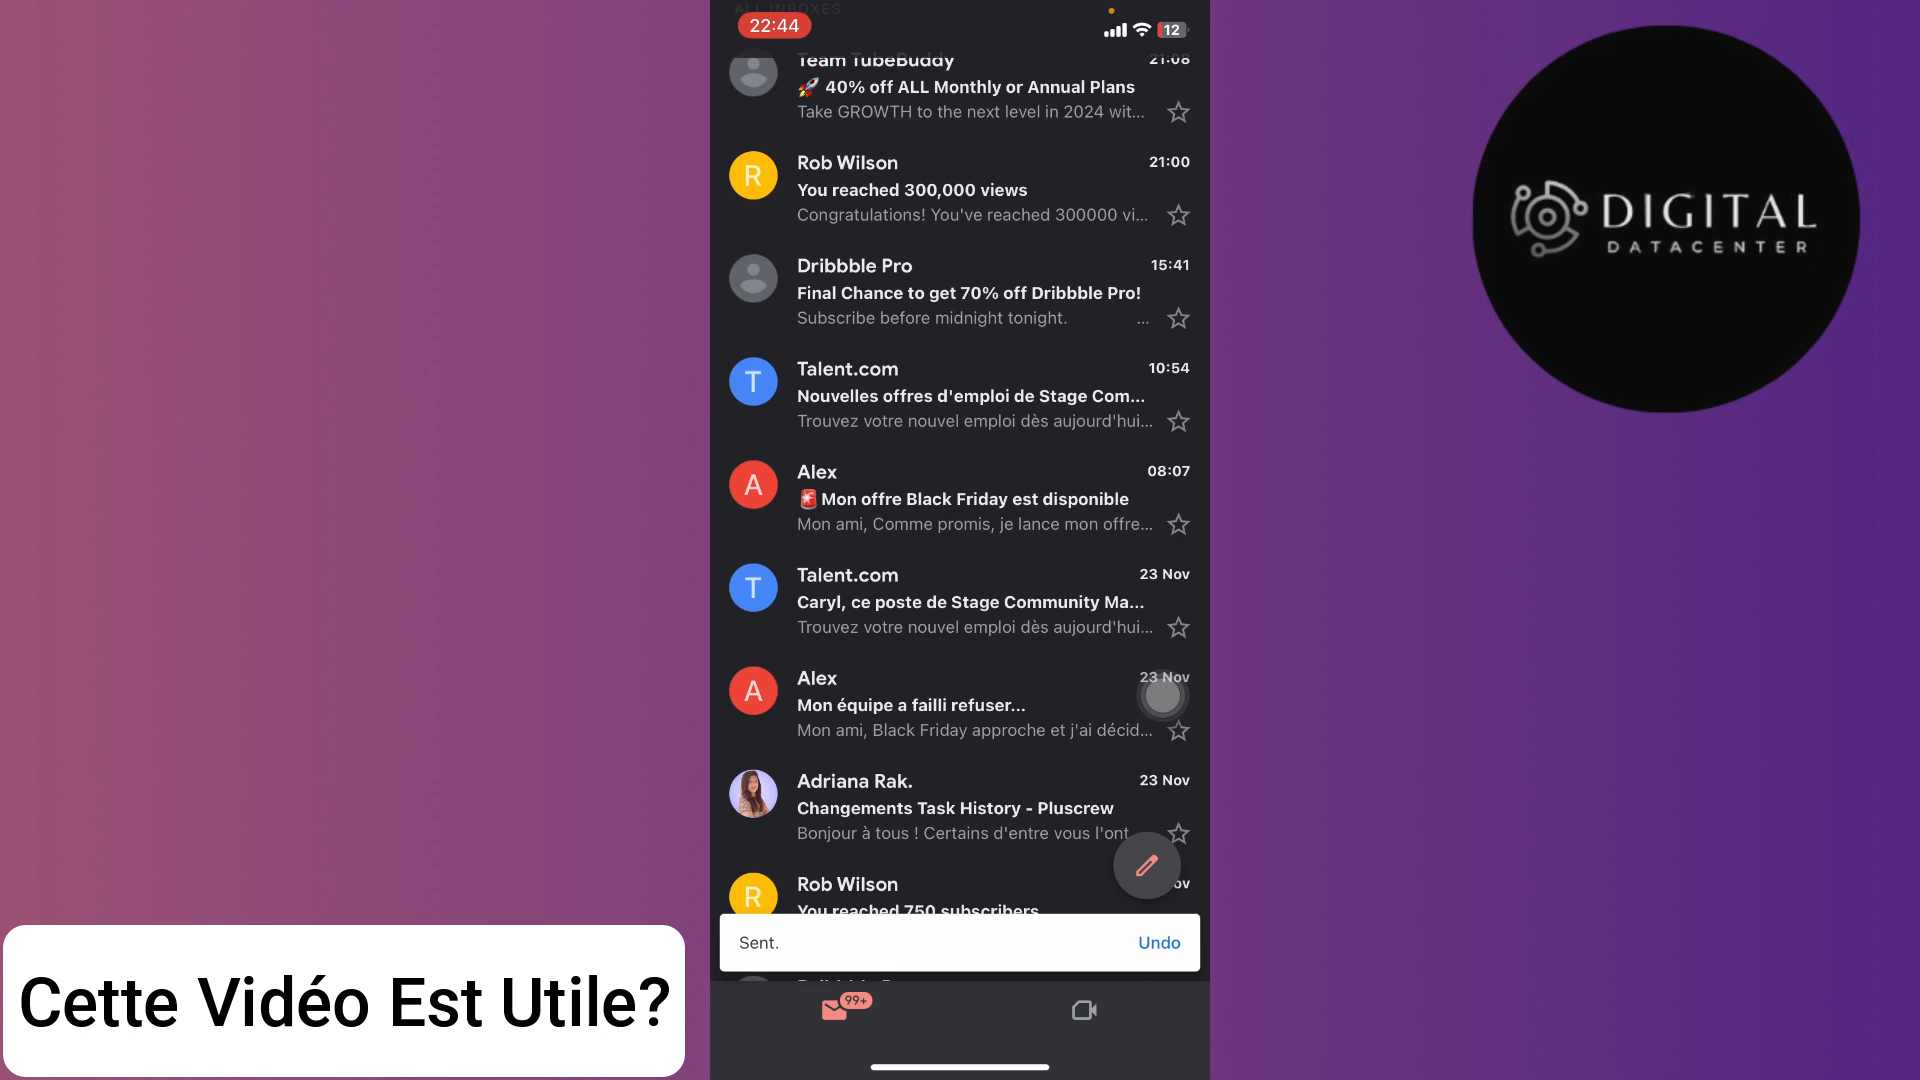 ALL INBOXES
22:44
12
Team TubeBuddy 21:08
🚀 40% off ALL Monthly or Annual Plans
Take GROWTH to the next level in 2024 wit...
R
Rob Wilson 21:00
You reached 300,000 views
Congratulations! You've reached 300000 vi...
Dribbble Pro 15:41
Final Chance to get 70% off Dribbble Pro!
Subscribe before midnight tonight. ...
T
Talent.com 10:54
Nouvelles offres d'emploi de Stage Com...
Trouvez votre nouvel emploi dès aujourd'hui...
A
Alex 08:07
🚨Mon offre Black Friday est disponible
Mon ami, Comme promis, je lance mon offre...
T
Talent.com 23 Nov
Caryl, ce poste de Stage Community Ma...
Trouvez votre nouvel emploi dès aujourd'hui...
A
Alex 23 Nov
Mon équipe a failli refuser...
Mon ami, Black Friday approche et j'ai décid...
Adriana Rak. 23 Nov
Changements Task History - Pluscrew
Bonjour à tous ! Certains d'entre vous l'ont
R
Rob Wilson ov
You reached 750 subscribers
Sent. Undo
99+
DIGITAL
DATACENTER
Cette Vidéo Est Utile?